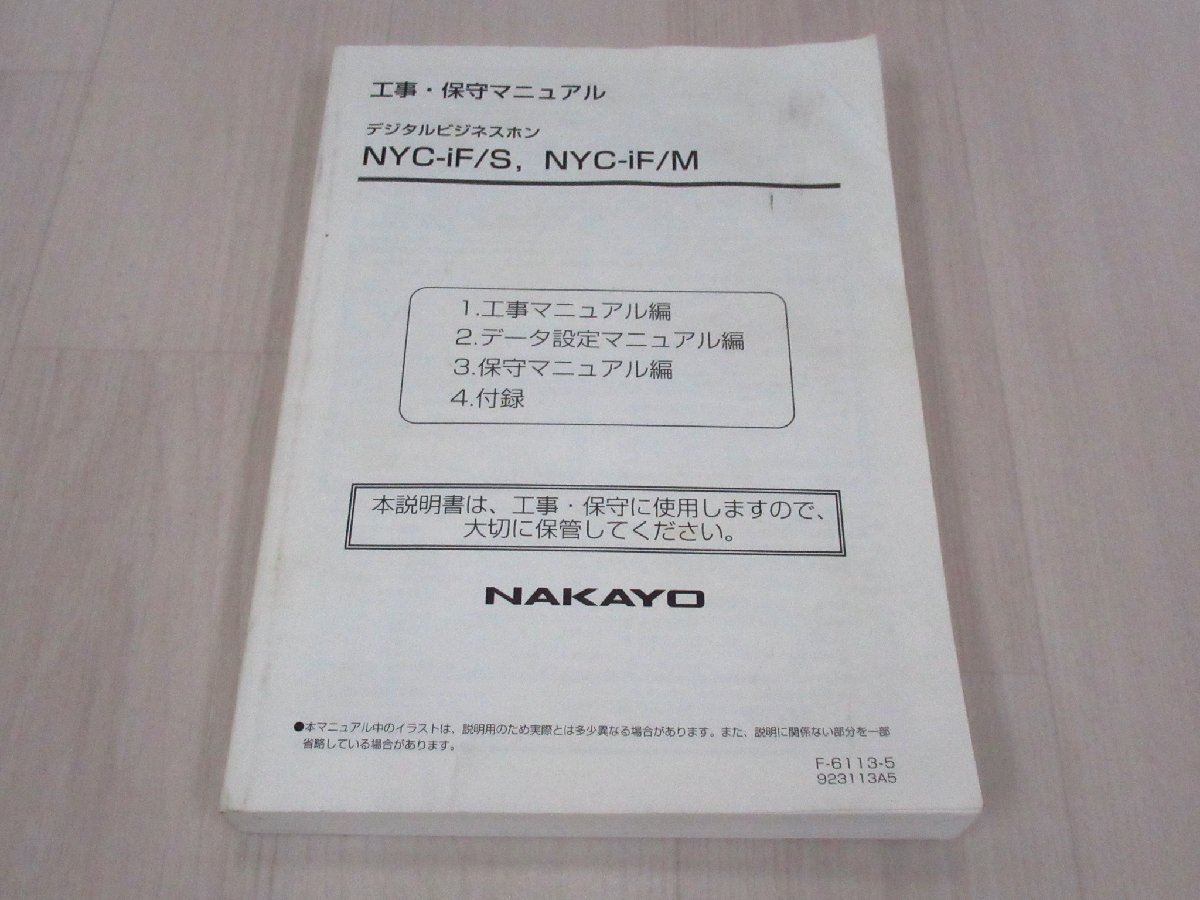 工事・保守マニュアル
デジタルビジネスホン
NYC-iF/S, NYC-iF/M
1.工事マニュアル編
2.データ設定マニュアル編
3.保守マニュアル編
4.付録
本説明書は、工事・保守に使用しますので、
大切に保管してください。
NAKAYO
●本マニュアル中のイラストは、説明用のため実際とは多少異なる場合があります。また、説明に関係ない部分を一部
省略している場合があります。
F-6113-5
923113A5